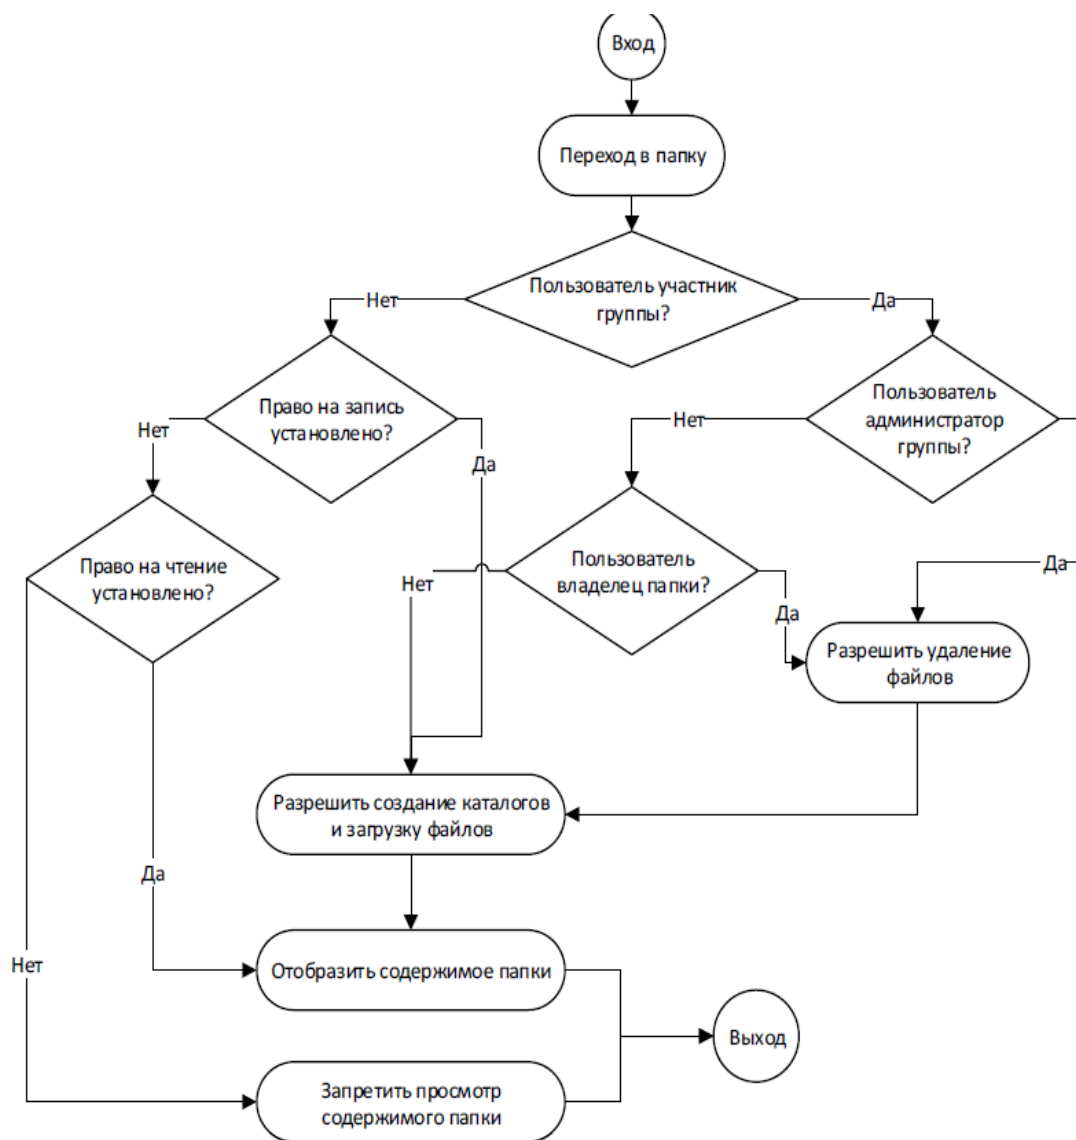 Вход
Переход в папку
Пользователь участник
группы?
Нет
Да
Право на запись
установлено?
Пользователь
администратор
группы?
Нет
Нет
Да
Право на чтение
установлено?
Пользователь
владелец папки?
Нет
Да
Да
Разрешить удаление
файлов
Разрешить создание каталогов
и загрузку файлов
Да
Нет
Отобразить содержимое папки
Выход
Запретить просмотр
содержимого папки